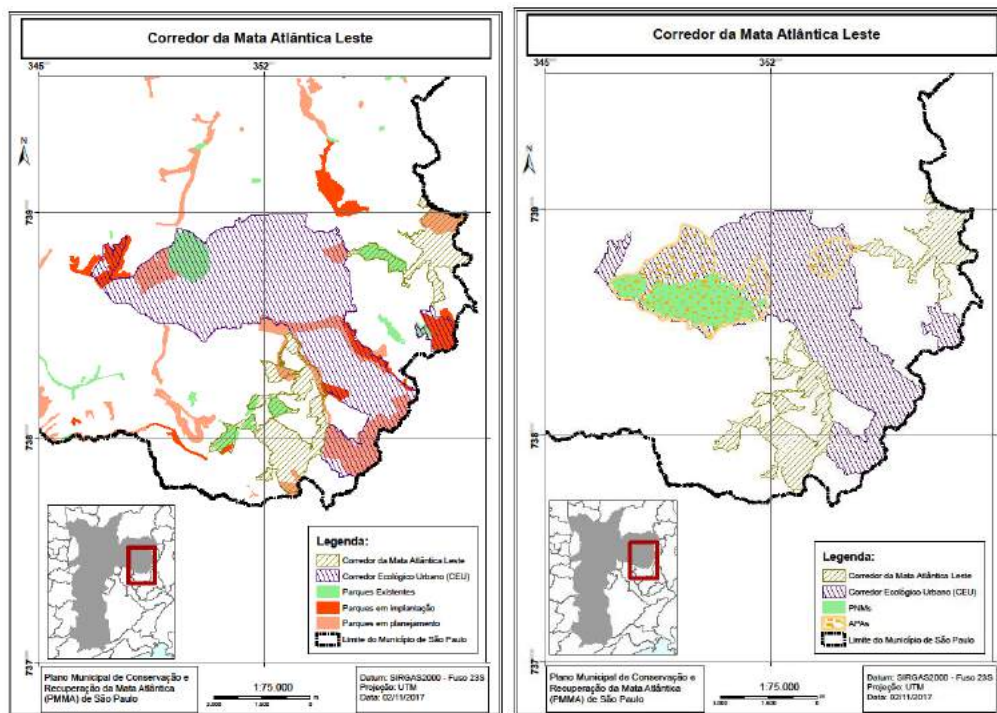 Corredor da Mata Atlântica Leste
345
352
N
739
738
737
Legenda:
Corredor da Mata Atlântica Leste
Corredor Ecológico Urbano (CEU)
Parques Existentes
Parques em implantação
Parques em planejamento
Limite do Município de São Paulo
Plano Municipal de Conservação e
Recuperação da Mata Atlântica
(PMMA) de São Paulo
1:75.000
Datum: SIRGAS2000 - Fuso 23S
Projeção: UTM
Data: 02/11/2017
Corredor da Mata Atlântica Leste
345
352
N
739
738
737
Legenda:
Corredor da Mata Atlântica Leste
Corredor Ecológico Urbano (CEU)
PNMs
APAs
Limite do Município de São Paulo
Plano Municipal de Conservação e
Recuperação da Mata Atlântica
(PMMA) de São Paulo
1:75.000
Datum: SIRGAS2000 - Fuso 23S
Projeção: UTM
Data: 02/11/2017